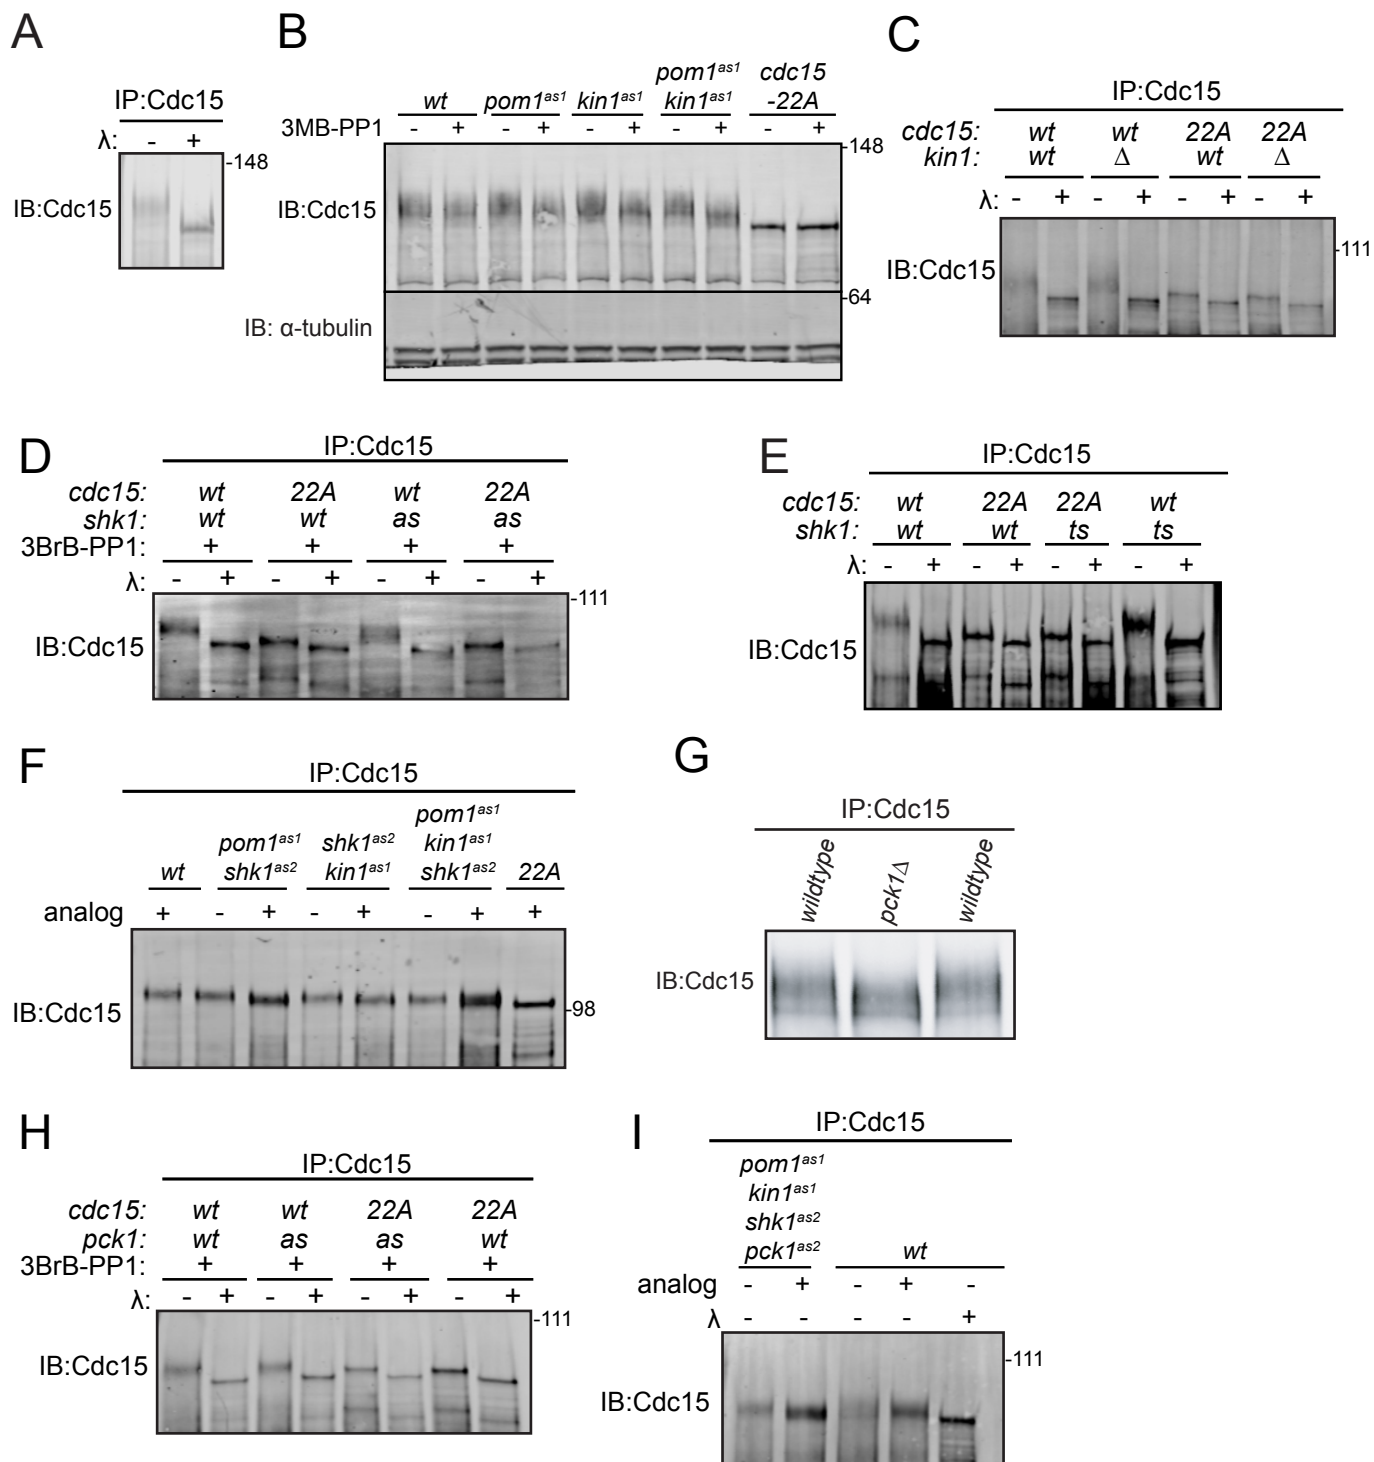 A
IP:Cdc15
λ: - +
-148
IB:Cdc15
B
wt pom1as1 kin1as1 pom1as1 kin1as1 cdc15 -22A
3MB-PP1 - + - + - + - + - +
-148
IB:Cdc15
-64
IB: α-tubulin
C
IP:Cdc15
cdc15: wt wt 22A 22A
kin1: wt Δ wt Δ
λ: - + - + - + - +
-111
IB:Cdc15
D
IP:Cdc15
cdc15: wt 22A wt 22A
shk1: wt wt as as
3BrB-PP1: + + + +
λ: - + - + - + - +
-111
IB:Cdc15
E
IP:Cdc15
cdc15: wt 22A 22A wt
shk1: wt wt ts ts
λ: - + - + - + - +
IB:Cdc15
F
IP:Cdc15
pom1as1
pom1as1 shk1as2 kin1as1
wt shk1as2 kin1as1 shk1as2 22A
analog + - + - + - + +
IB:Cdc15
-98
G
IP:Cdc15
wildtype pck1Δ wildtype
IB:Cdc15
H
IP:Cdc15
cdc15: wt wt 22A 22A
pck1: wt as as wt
3BrB-PP1: + + + +
λ: - + - + - + - +
-111
IB:Cdc15
I
IP:Cdc15
pom1as1
kin1as1
shk1as2
pck1as2 wt
analog - + - + -
λ - - - - +
-111
IB:Cdc15